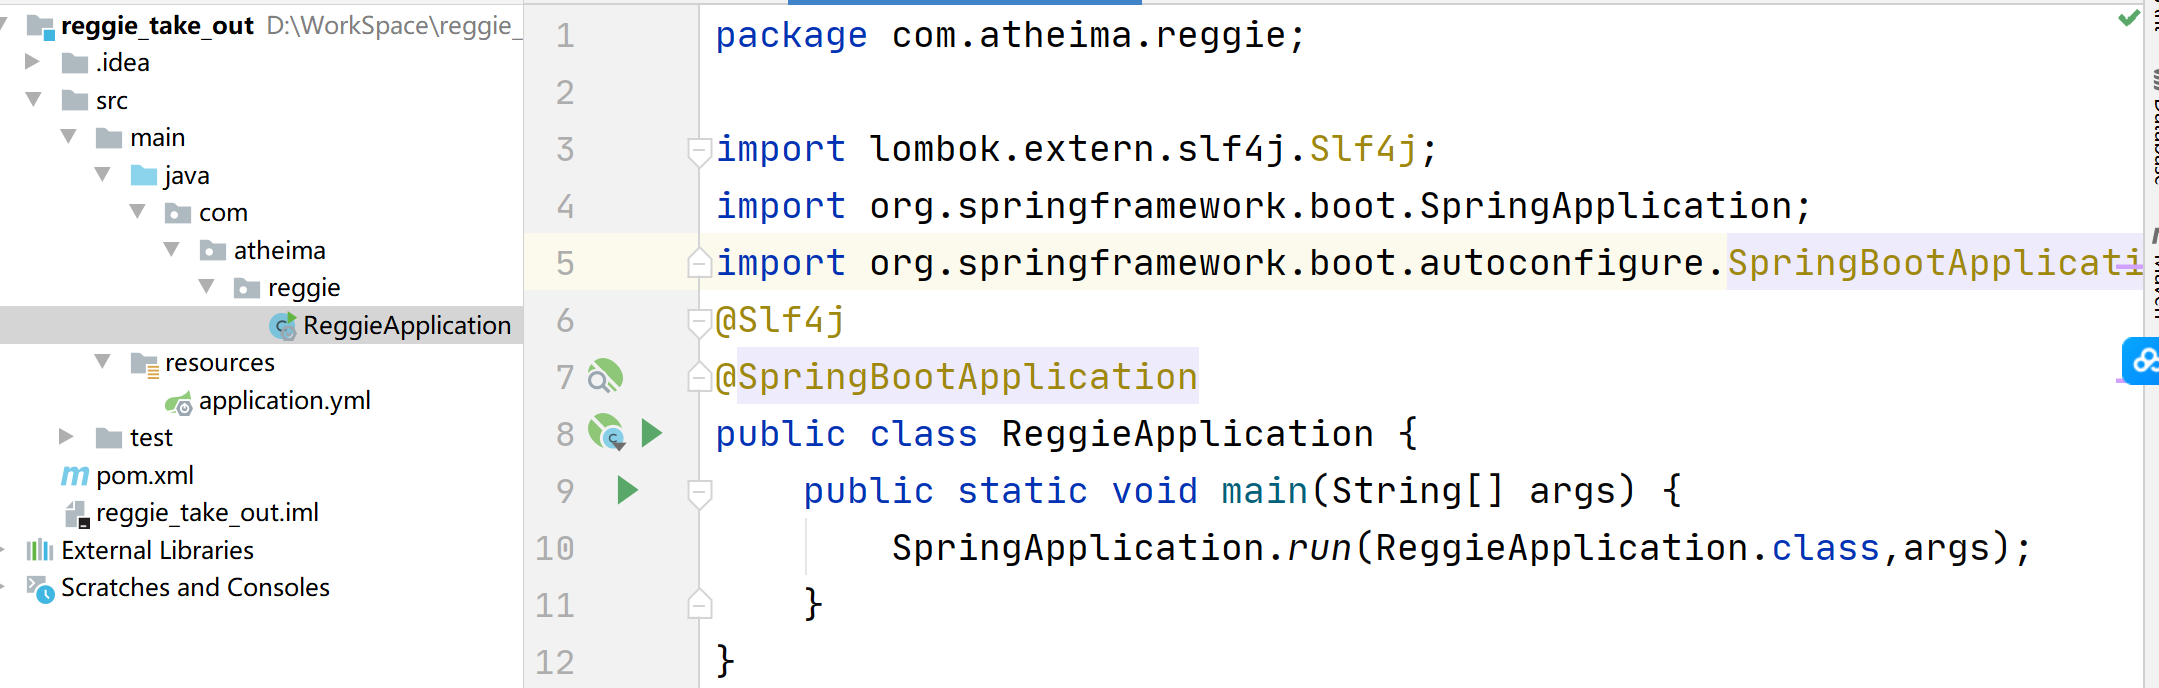 reggie_take_out D:\WorkSpace\reggie_
.idea
src
main
java
com
atheima
reggie
ReggieApplication
resources
application.yml
test
pom.xml
reggie_take_out.iml
External Libraries
Scratches and Consoles
1 package com.atheima.reggie;
2
3 import lombok.extern.slf4j.Slf4j;
4 import org.springframework.boot.SpringApplication;
5 import org.springframework.boot.autoconfigure.SpringBootApplicati
6 @Slf4j
7 @SpringBootApplication
8 public class ReggieApplication {
9 public static void main(String[] args) {
10 SpringApplication.run(ReggieApplication.class,args);
11 }
12 }